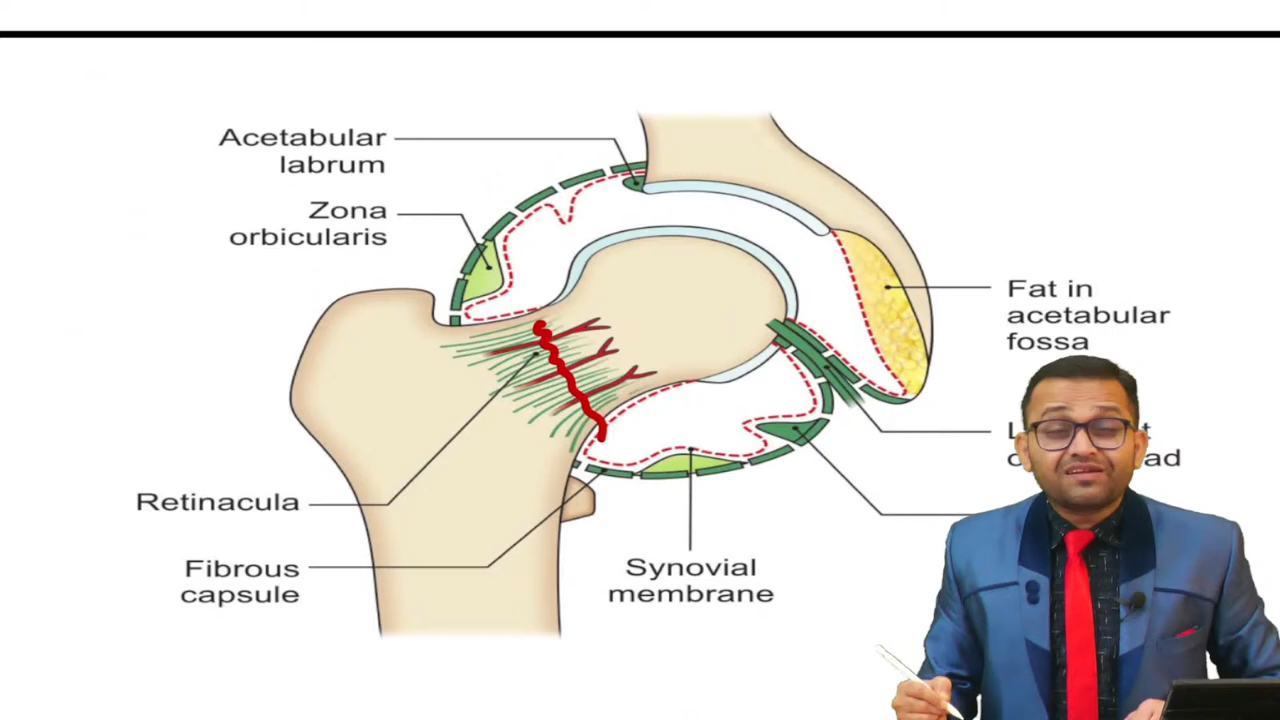 Acetabular
labrum
Zona
orbicularis
Fat in
acetabular
fossa
Retinacula
Fibrous
capsule
Synovial
membrane